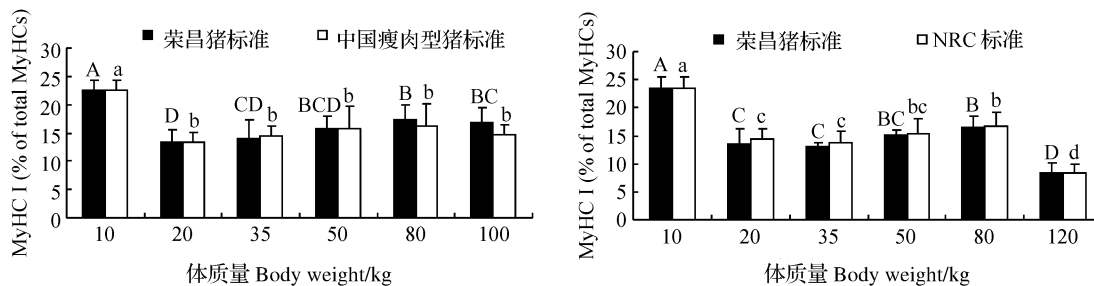 荣昌猪标准 中国瘦肉型猪标准
MyHC I (% of total MyHCs)
30
25
20
15
10
5
0
A a
D b
CD b
BCD b
B b
BC b
10 20 35 50 80 100
体质量 Body weight/kg
荣昌猪标准 NRC 标准
MyHC I (% of total MyHCs)
30
25
20
15
10
5
0
A a
C c
C c
BC bc
B b
D d
10 20 35 50 80 120
体质量 Body weight/kg